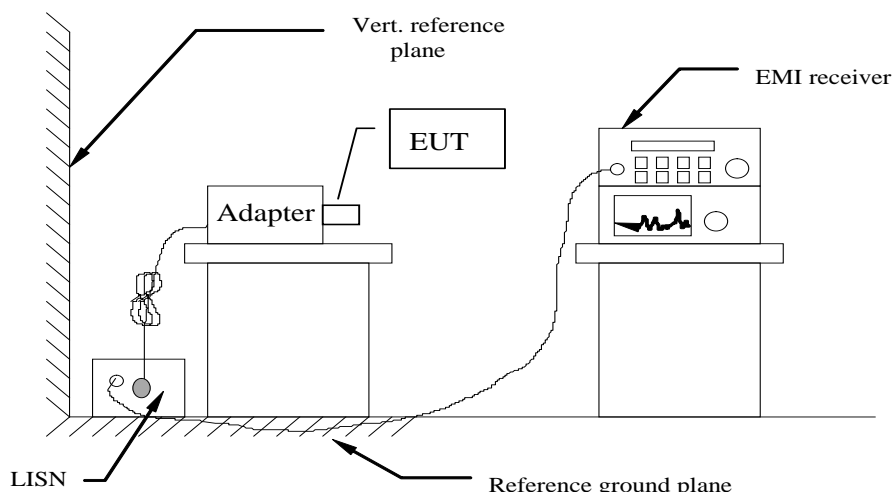 Vert. reference
plane
EMI receiver
EUT
Adapter
LISN
Reference ground plane